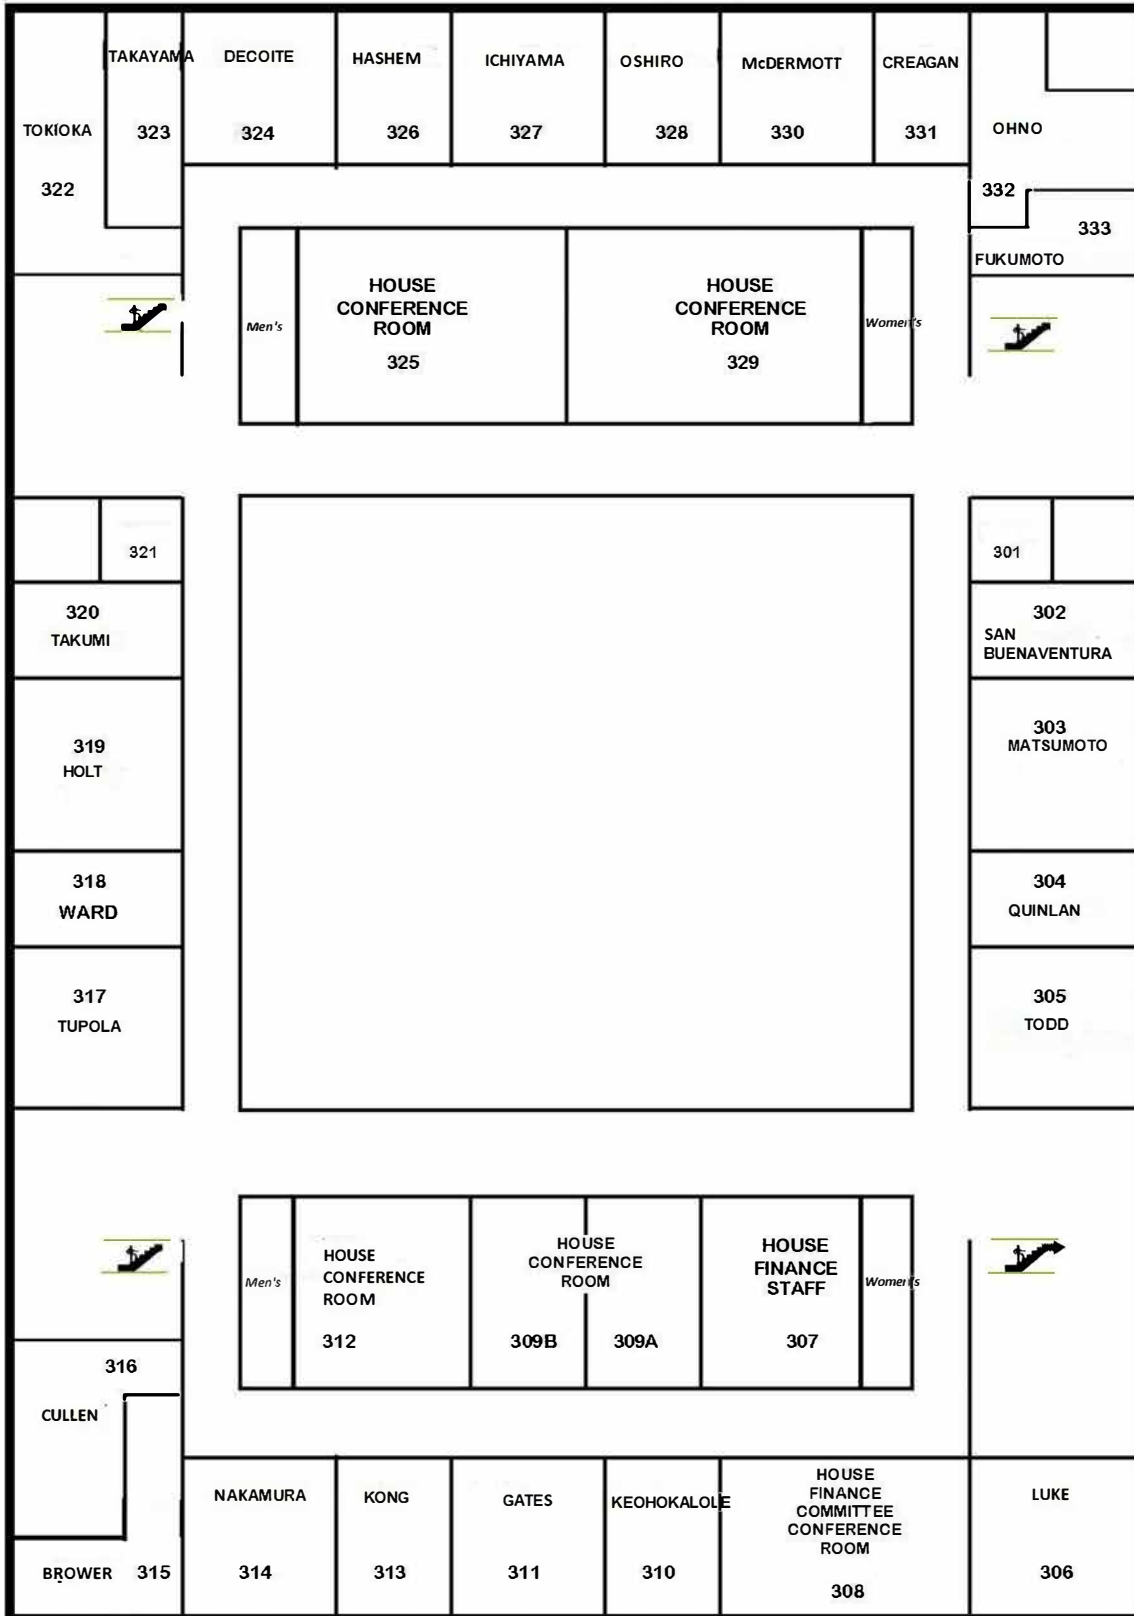 TAKAYAMA
DECOITE
HASHEM
ICHIYAMA
OSHIRO
McDERMOTT
CREAGAN
TOKIOKA
323
324
326
327
328
330
331
OHNO
322
332
333
FUKUMOTO
Men's
HOUSE
CONFERENCE
ROOM
325
HOUSE
CONFERENCE
ROOM
329
Women's
321
301
320
TAKUMI
302
SAN
BUENAVENTURA
319
HOLT
303
MATSUMOTO
318
WARD
304
QUINLAN
317
TUPOLA
305
TODD
Men's
HOUSE
CONFERENCE
ROOM
312
HOUSE
CONFERENCE
ROOM
309B
309A
HOUSE
FINANCE
STAFF
307
Women's
316
CULLEN
BROWER
315
NAKAMURA
314
KONG
313
GATES
311
KEOHOKALOLE
310
HOUSE
FINANCE
COMMITTEE
CONFERENCE
ROOM
308
LUKE
306